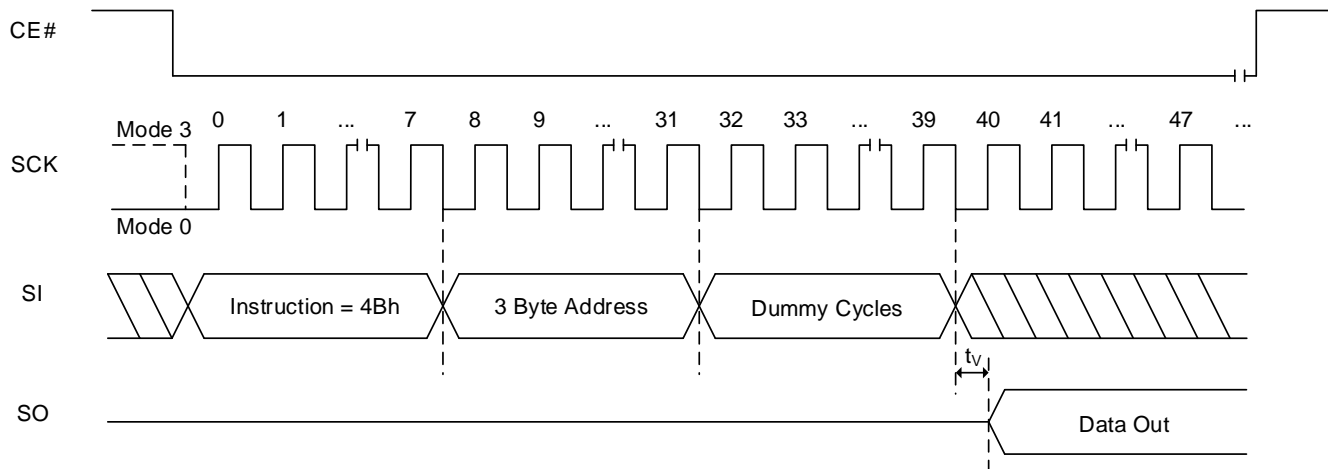 CE#
Mode 3
0 1 ... 7 8 9 ... 31 32 33 ... 39 40 41 ... 47 ...
SCK
Mode 0
SI
Instruction = 4Bh
3 Byte Address
Dummy Cycles
tV
SO
Data Out